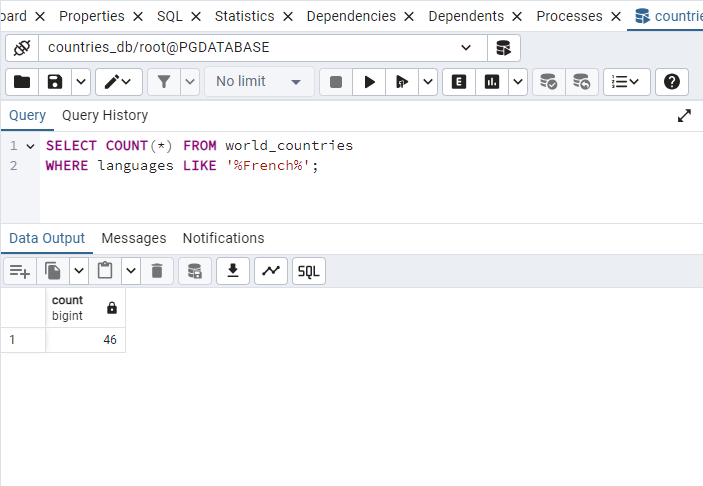 oard Properties SQL Statistics Dependencies Dependents Processes countrie
countries_db/root@PGDATABASE
No limit
Query Query History
1 SELECT COUNT(*) FROM world_countries
2 WHERE languages LIKE '%French%';
Data Output Messages Notifications
SQL
count
bigint
1 46